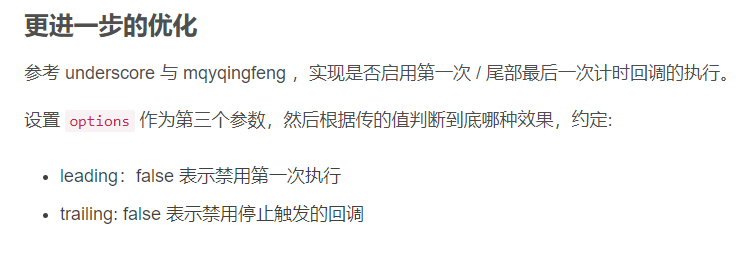 更进一步的优化
参考 underscore 与 mqyqingfeng ，实现是否启用第一次 / 尾部最后一次计时回调的执行。
设置 options 作为第三个参数，然后根据传的值判断到底哪种效果，约定:
• leading：false 表示禁用第一次执行
• trailing: false 表示禁用停止触发的回调